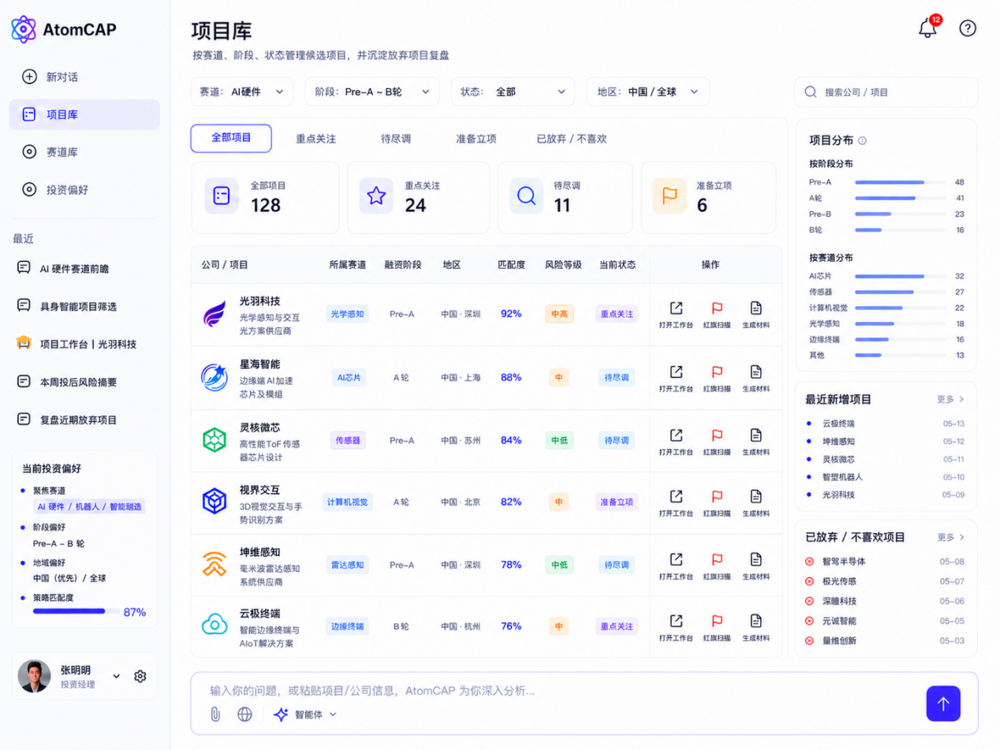 AtomCAP
新对话
项目库
赛道库
投资偏好
最近
AI 硬件赛道前瞻
具身智能项目筛选
项目工作台 | 光羽科技
本周投后风险摘要
复盘近期放弃项目
当前投资偏好
聚焦赛道
AI 硬件 / 机器人 /
阶段偏好
Pre-A – B 轮
地域偏好
中国（优先）/ 全球
策略匹配度
87%
张明明
投资经理
项目库
按赛道、阶段、状态管理候选项目，并沉淀放弃项目复盘
12
赛道： AI硬件
阶段： Pre-A ~ B轮
状态： 全部
地区： 中国 / 全球
搜索公司 / 项目
全部项目 重点关注 待尽调 准备立项 已放弃 / 不喜欢
全部项目
128
重点关注
24
待尽调
11
准备立项
6
公司 / 项目 所属赛道 融资阶段 地区 匹配度 风险等级 当前状态 操作
光羽科技
光学感知与交互
光方案供应商
光学感知 Pre-A 中国 · 深圳 92% 中高 重点关注
打开工作台 红旗扫描 生成材料
星海智能
边缘端AI加速
芯片及模组
AI芯片 A轮 中国 · 上海 88% 中 待尽调
打开工作台 红旗扫描 生成材料
灵核微芯
高性能ToF传感
器芯片设计
传感器 Pre-A 中国 · 苏州 84% 中低 待尽调
打开工作台 红旗扫描 生成材料
视界交互
3D视觉交互与手
势识别方案
计算机视觉 A轮 中国 · 北京 82% 中 准备立项
打开工作台 红旗扫描 生成材料
坤维感知
毫米波雷达感知
系统供应商
雷达感知 Pre-A 中国 · 深圳 78% 中低 待尽调
打开工作台 红旗扫描 生成材料
云极终端
智能边缘终端与
AIoT解决方案
边缘终端 B轮 中国 · 杭州 76% 中 重点关注
打开工作台 红旗扫描 生成材料
项目分布
按阶段分布
Pre-A 48
A轮 41
Pre-B 23
B轮 16
按赛道分布
AI芯片 32
传感器 27
计算机视觉 22
光学感知 18
边缘终端 16
其他 13
最近新增项目 更多
云极终端 05-13
坤维感知 05-12
灵核微芯 05-11
机器人 05-10
光羽科技 05-09
已放弃 / 不喜欢项目 更多
智驾半导体 05-08
极光传感 05-07
深瞳科技 05-06
元诚智能 05-05
量维创新 05-03
输入你的问题，或粘贴项目/公司信息，AtomCAP 为你深入分析...
智能体